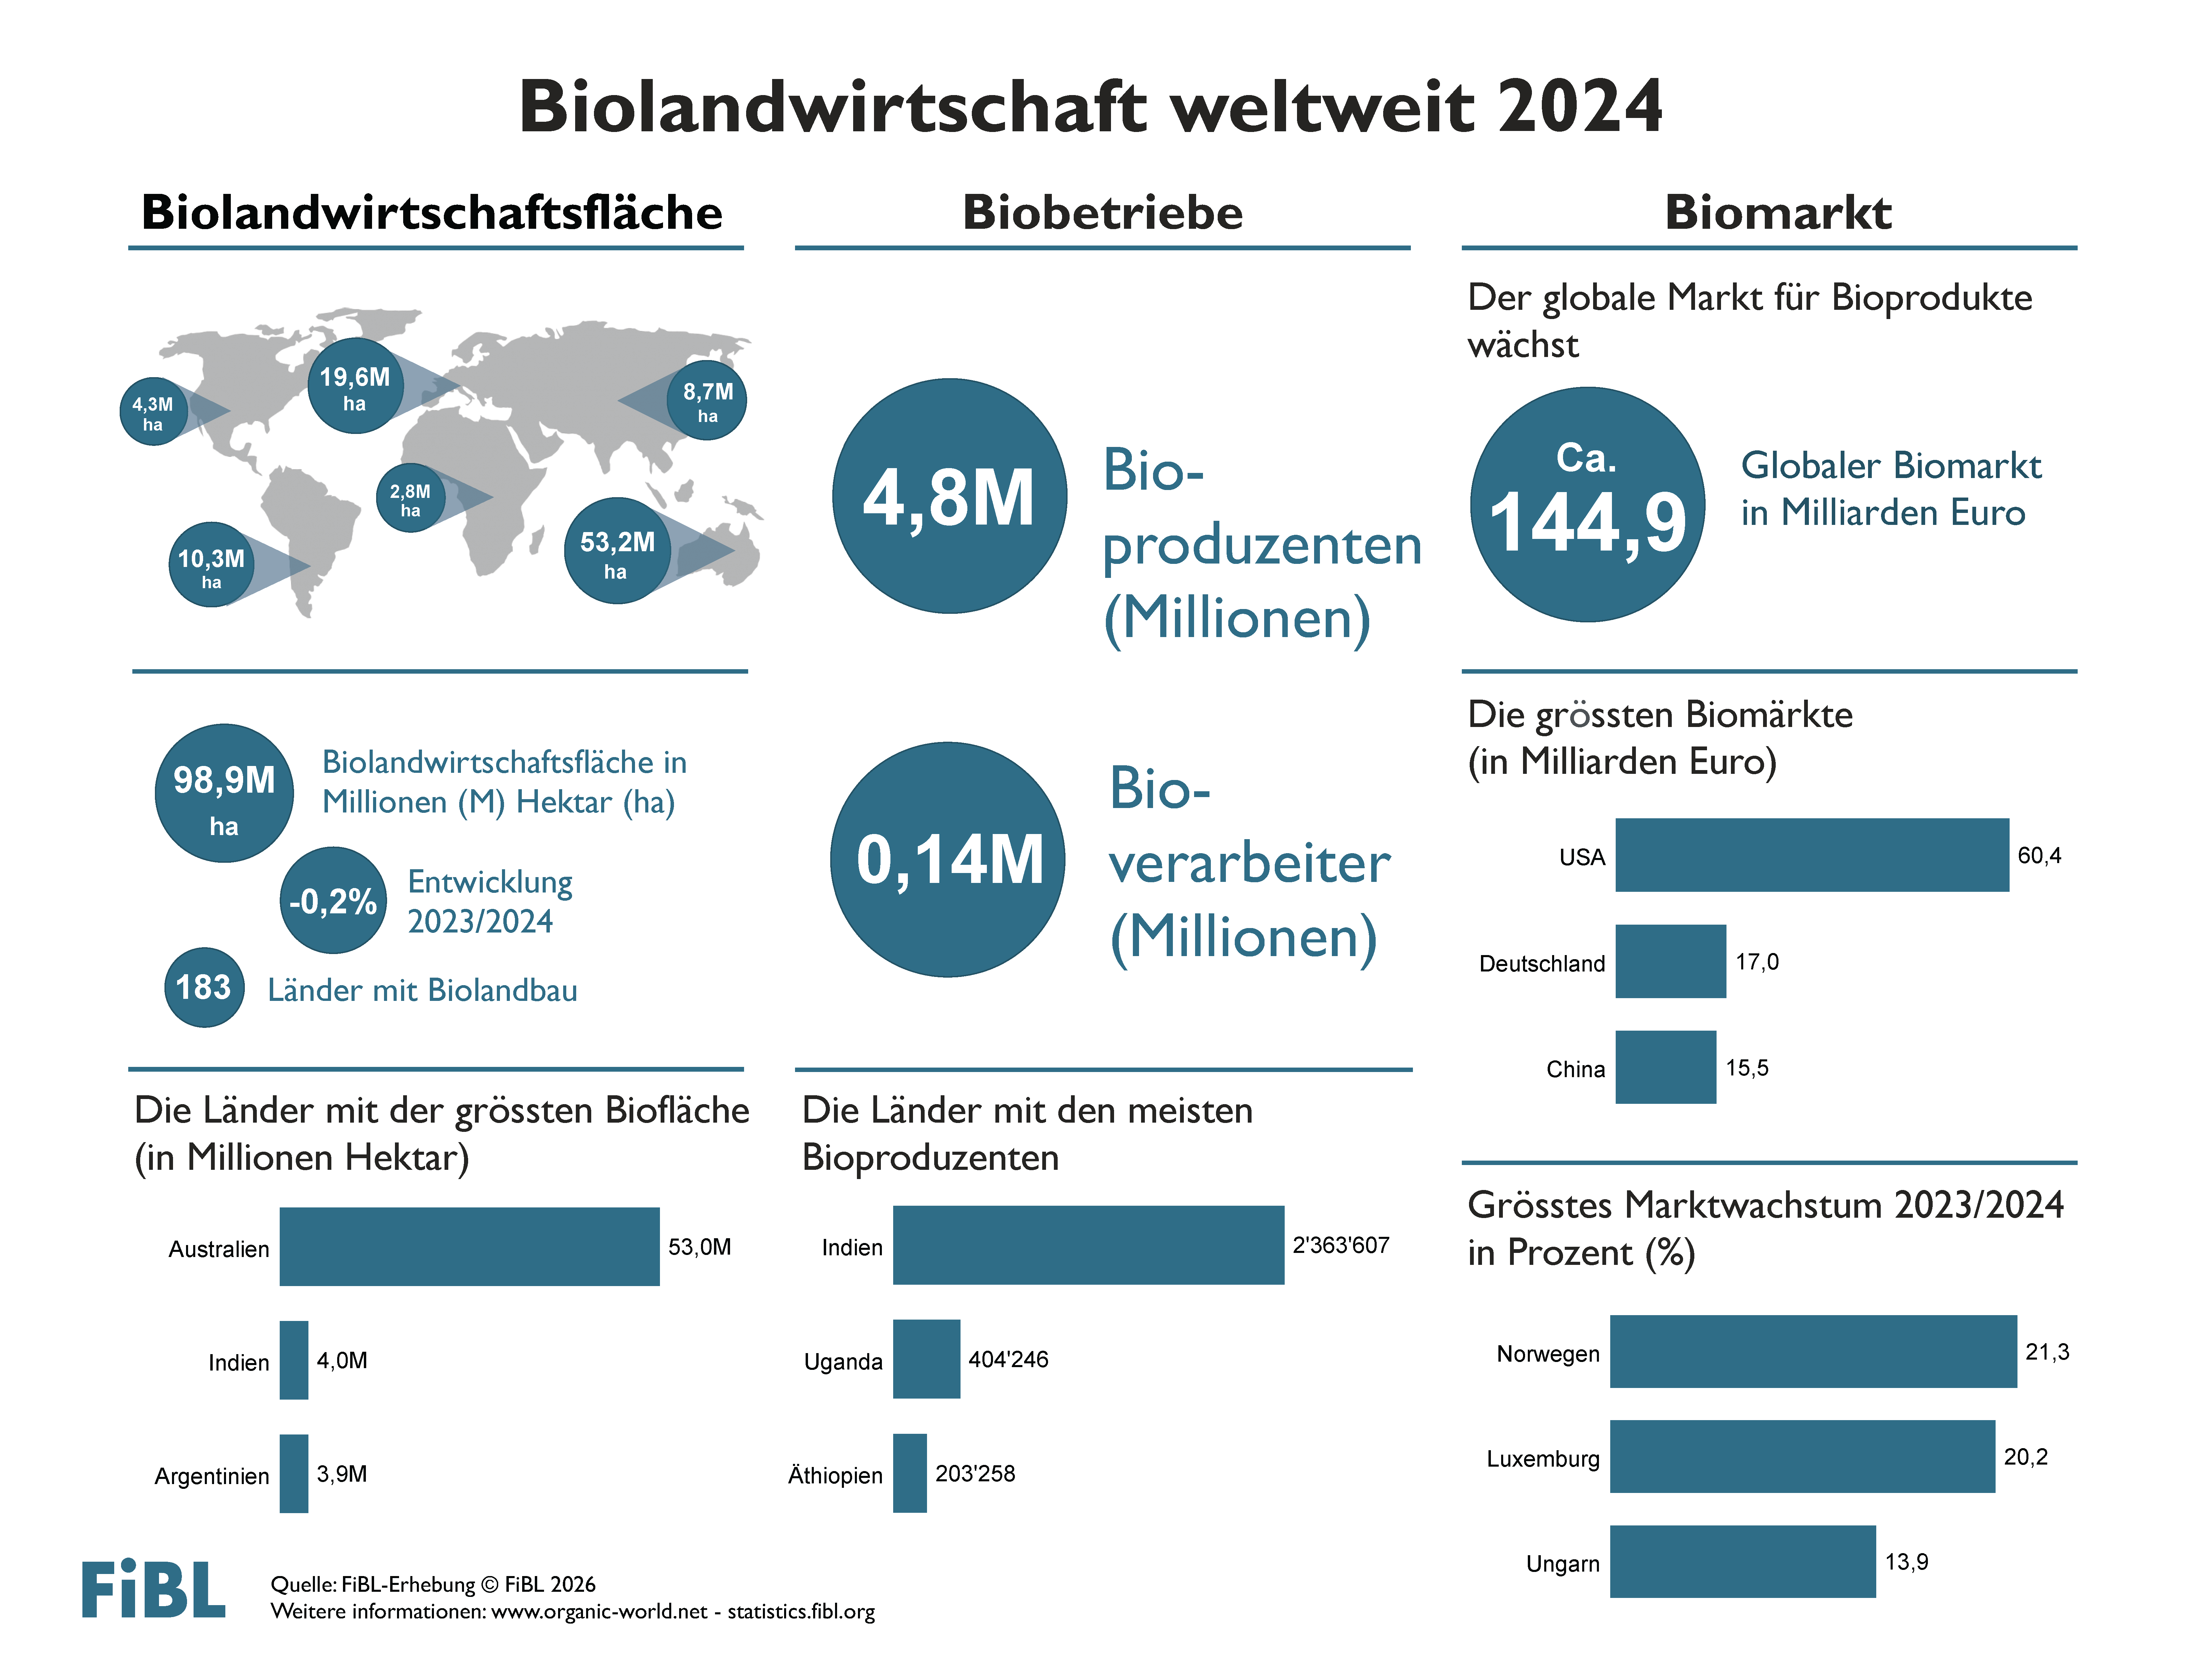 Biolandwirtschaft weltweit 2024
Biolandwirtschaftsfläche
4,3M
ha
19,6M
ha
8,7M
ha
2,8M
ha
10,3M
ha
53,2M
ha
98,9M
ha
Biolandwirtschaftsfläche in
Millionen (M) Hektar (ha)
-0,2%
Entwicklung
2023/2024
183
Länder mit Biolandbau
Die Länder mit der grössten Biofläche
(in Millionen Hektar)
Australien 53,0M
Indien 4,0M
Argentinien 3,9M
Biobetriebe
4,8M
Bio-
produzenten
(Millionen)
0,14M
Bio-
verarbeiter
(Millionen)
Die Länder mit den meisten
Bioproduzenten
Indien 2'363'607
Uganda 404'246
Äthiopien 203'258
Biomarkt
Der globale Markt für Bioprodukte
wächst
Ca.
144,9
Globaler Biomarkt
in Milliarden Euro
Die grössten Biomärkte
(in Milliarden Euro)
USA 60,4
Deutschland 17,0
China 15,5
Grösstes Marktwachstum 2023/2024
in Prozent (%)
Norwegen 21,3
Luxemburg 20,2
Ungarn 13,9
FiBL
Quelle: FiBL-Erhebung © FiBL 2026
Weitere informationen: www.organic-world.net - statistics.fibl.org